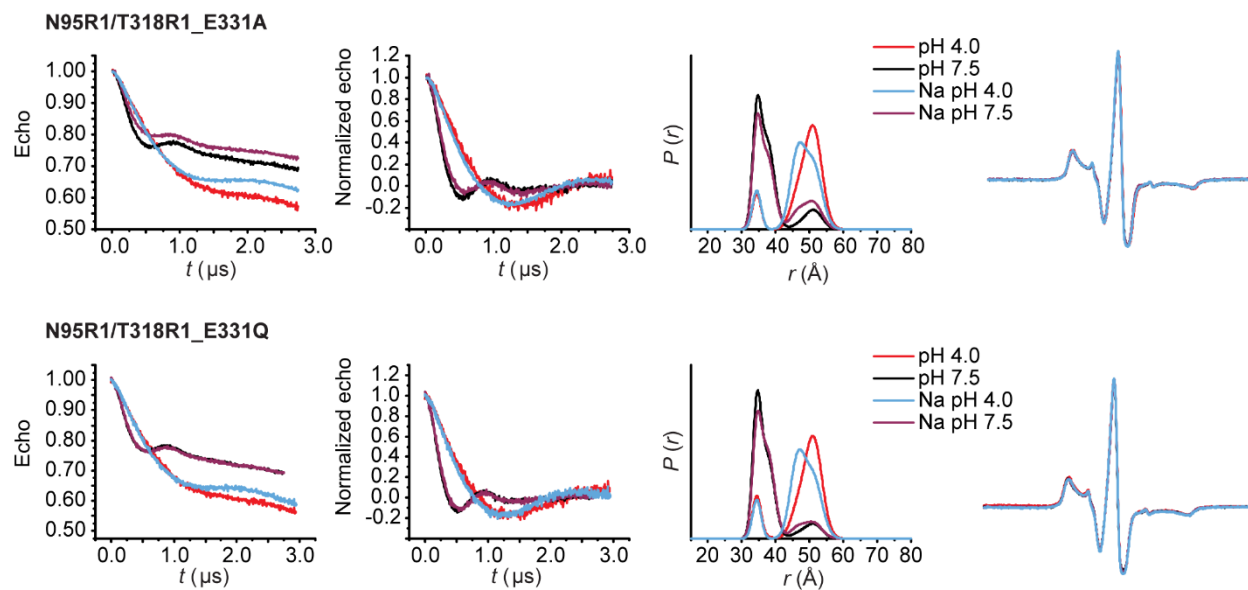 N95R1/T318R1_E331A
Echo
1.00
0.90
0.80
0.70
0.60
0.50
0.0 1.0 2.0 3.0
t (µs)
Normalized echo
1.2
1.0
0.8
0.6
0.4
0.2
0.0
-0.2
0.0 1.0 2.0 3.0
t (µs)
P (r)
20 30 40 50 60 70 80
r (Å)
pH 4.0
pH 7.5
Na pH 4.0
Na pH 7.5
N95R1/T318R1_E331Q
Echo
1.00
0.90
0.80
0.70
0.60
0.50
0.0 1.0 2.0 3.0
t (µs)
Normalized echo
1.2
1.0
0.8
0.6
0.4
0.2
0.0
-0.2
0.0 1.0 2.0 3.0
t (µs)
P (r)
20 30 40 50 60 70 80
r (Å)
pH 4.0
pH 7.5
Na pH 4.0
Na pH 7.5